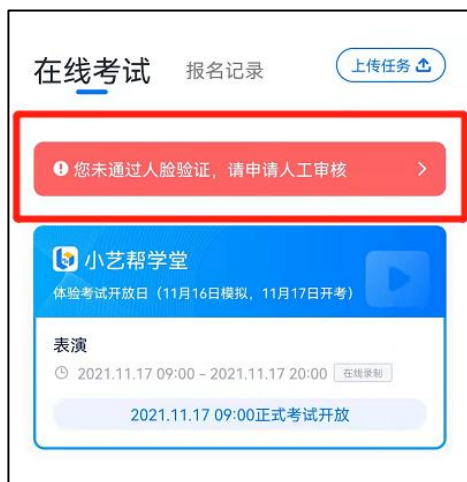 在线考试 报名记录 上传任务
您未通过人脸验证，请申请人工审核
小艺帮学堂
体验考试开放日（11月16日模拟，11月17日开考）
表演
2021.11.17 09:00 - 2021.11.17 20:00 在线录制
2021.11.17 09:00正式考试开放